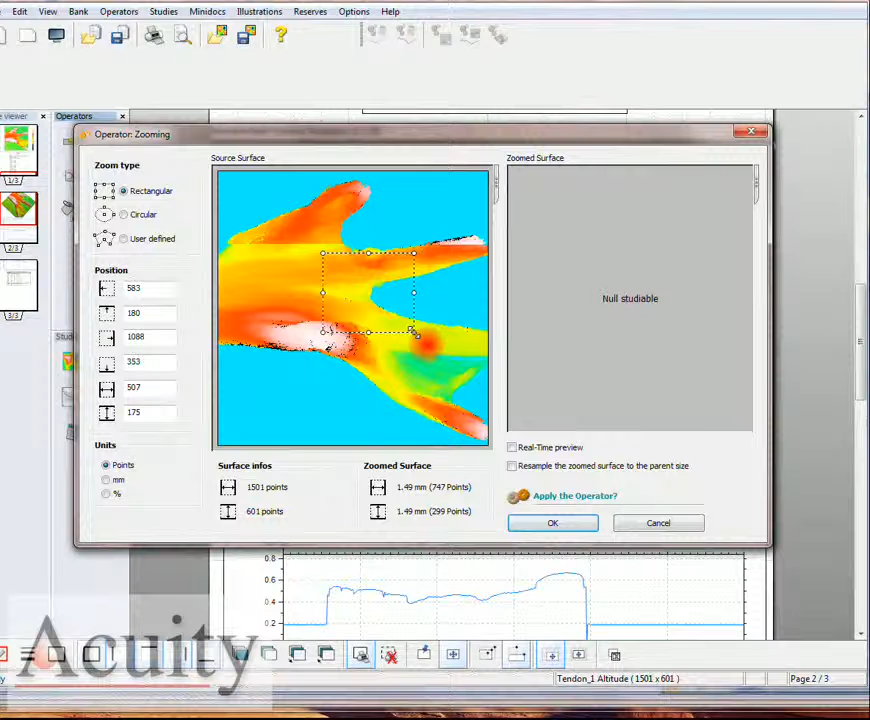 Edit View Bank Operators Studies Minidocs Illustrations Reserves Options Help
e viewer
Operators
1/3
2/3
3/3
Operator: Zooming
Zoom type
Rectangular
Circular
User defined
Position
583
180
1088
353
507
175
Units
Points
mm
%
Source Surface
Surface infos
1501 points
601 points
Zoomed Surface
1.49 mm (747 Points)
1.49 mm (299 Points)
Zoomed Surface
Null studiable
Real-Time preview
Resample the zoomed surface to the parent size
Apply the Operator?
OK
Cancel
0.8
0.6
0.4
0.2
Acuity
Tendon_1 Altitude ( 1501 x 601 )
Page 2 / 3